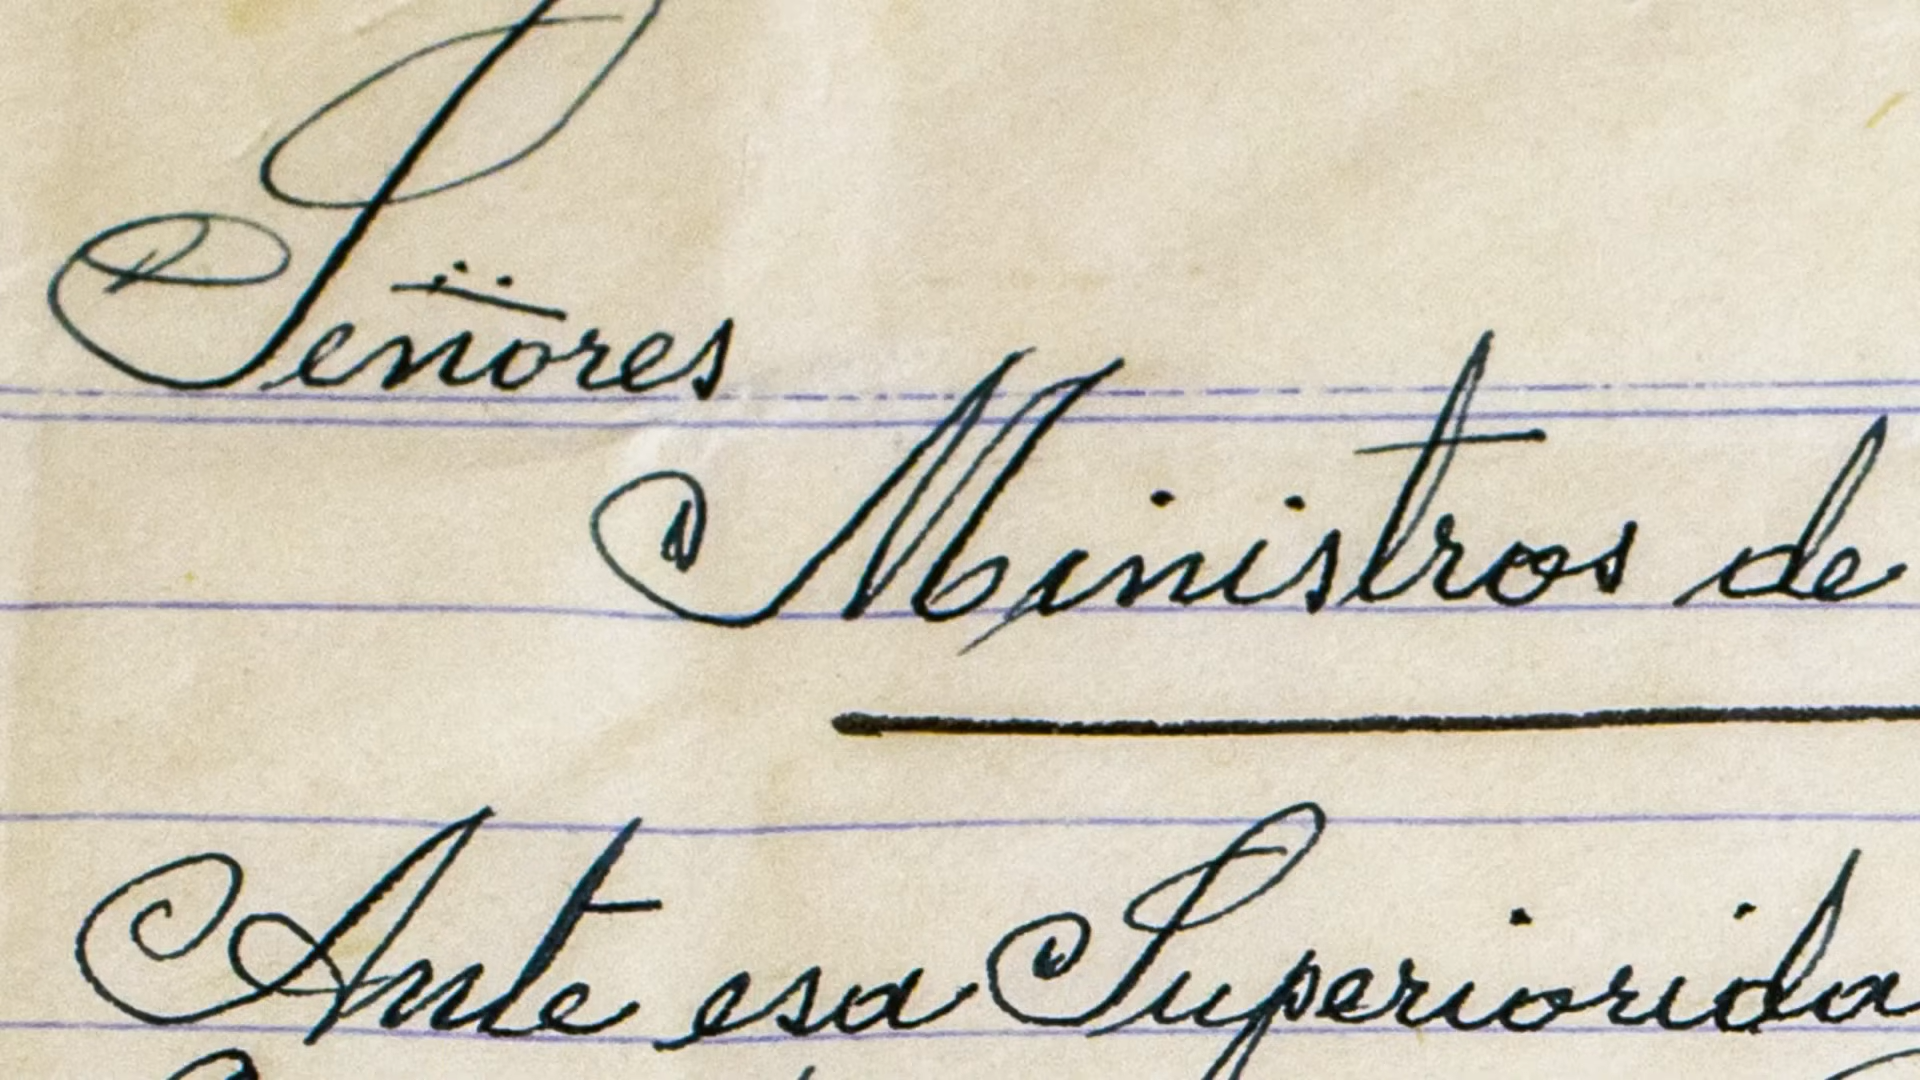 Señores
Ministros de
Ante esa Superiorida